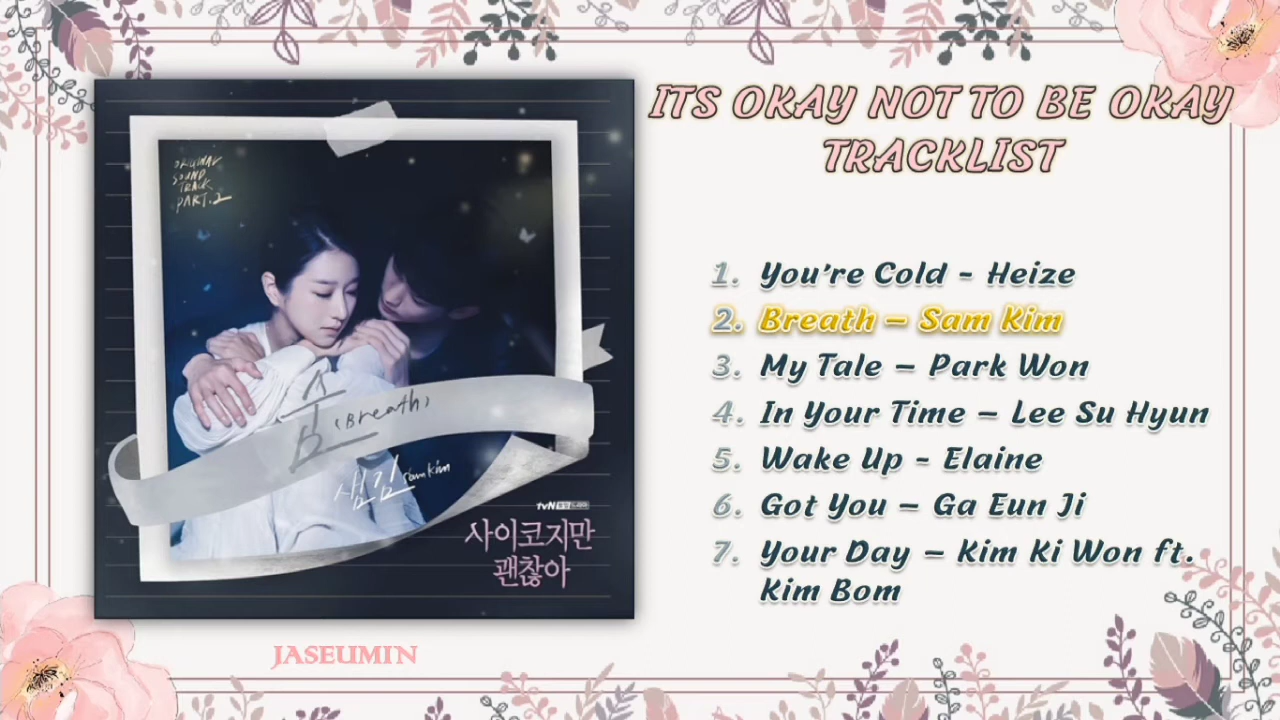 ORIGINAL
SOUND
TRACK
PART.2
숨 (Breath)
샘김 Sam Kim
tvN
사이코지만
괜찮아
JASEUMIN
ITS OKAY NOT TO BE OKAY
TRACKLIST
1. You're Cold - Heize
2. Breath – Sam Kim
3. My Tale – Park Won
4. In Your Time – Lee Su Hyun
5. Wake Up - Elaine
6. Got You – Ga Eun Ji
7. Your Day – Kim Ki Won ft.
Kim Bom